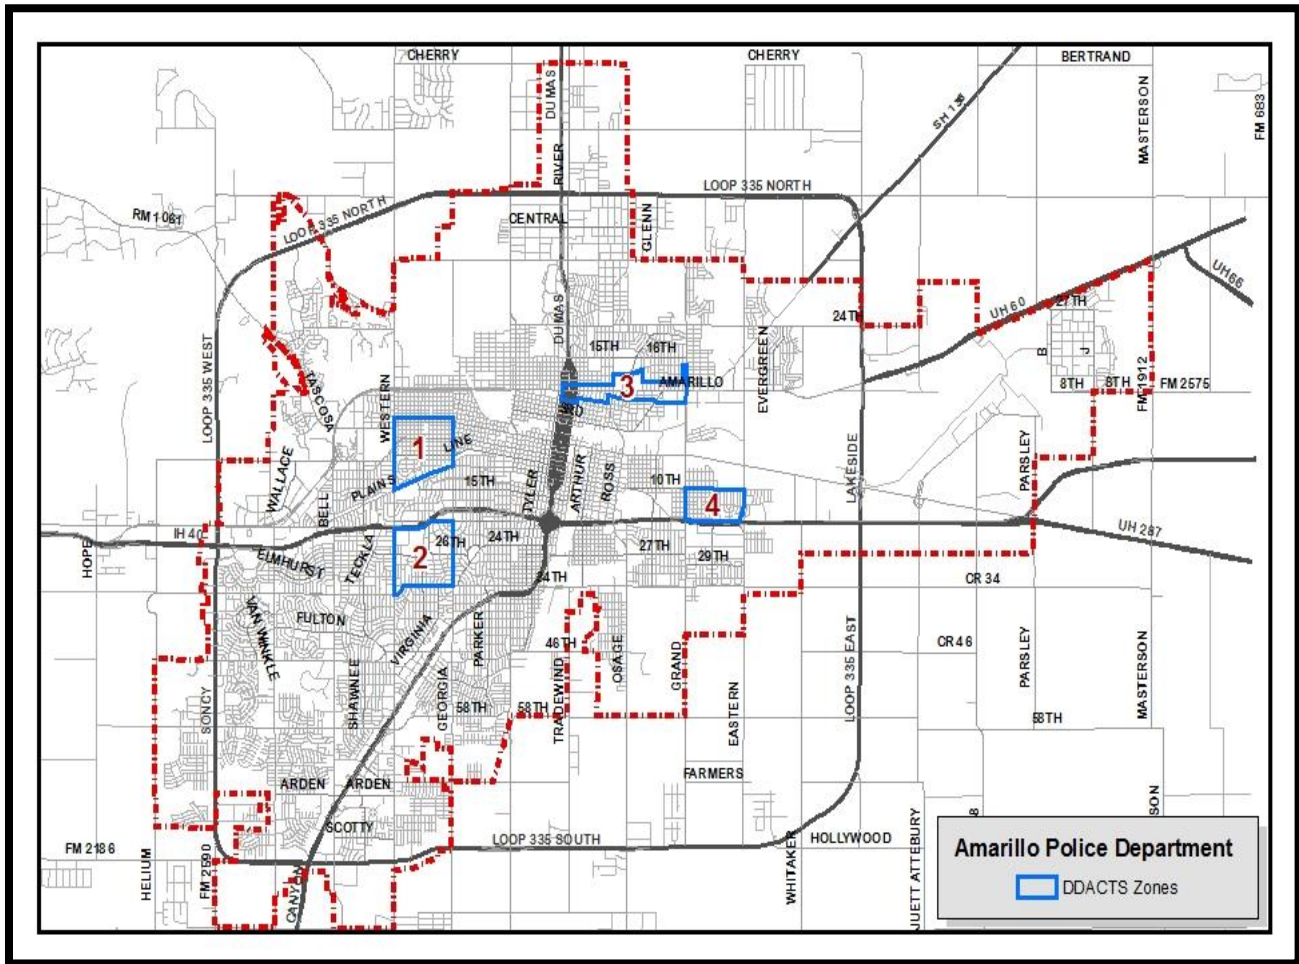 CHERRY
CHERRY
BERTRAND
DUMAS
MASTERSON
FM 683
SH 136
RIVER
LOOP 335 NORTH
RM 1061
LOOP 335 NORTH
CENTRAL
GLENN
UH 66
UH 60
27TH
24TH
DUMAS
LOOP 335 WEST
15TH
16TH
EVERGREEN
B
J
TASCOSA
3
AMARILLO
8TH
8TH
FM 2575
FM 1912
WESTERN
1
LINE
PLAINS
15TH
WALLACE
BELL
TYLER
ARTHUR
ROSS
10TH
4
LAKESIDE
PARSLEY
UH 287
IH 40
HOPE
ELMHURST
TECKLA
2
26TH
24TH
27TH
29TH
34TH
CR 34
VAN WINKLE
FULTON
VIRGINIA
PARKER
46TH
OSAGE
GRAND
LOOP 335 EAST
CR 46
PARSLEY
MASTERSON
SONCY
SHAWNEE
GEORGIA
58TH
58TH
TRADEWIND
EASTERN
58TH
ARDEN
ARDEN
FARMERS
SCOTTY
LOOP 335 SOUTH
HOLLYWOOD
FM 2186
HELIUM
FM 2590
CANYON
WHITAKER
JUETT ATTEBURY
8
SON
Amarillo Police Department
DDACTS Zones